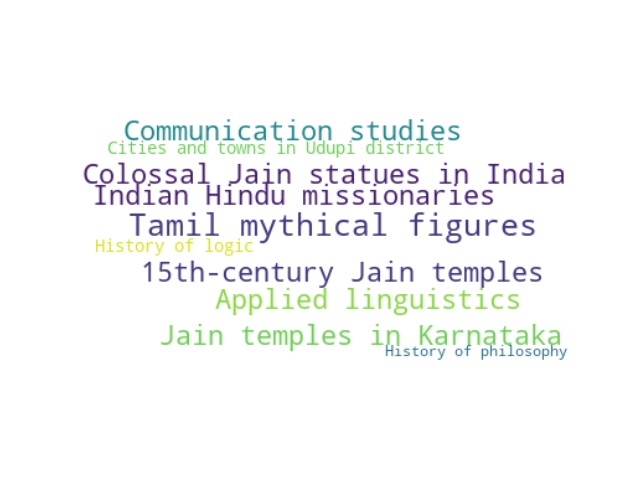 Communication studies
Cities and towns in Udupi district
Colossal Jain statues in India
Indian Hindu missionaries
Tamil mythical figures
History of logic
15th-century Jain temples
Applied linguistics
Jain temples in Karnataka
History of philosophy